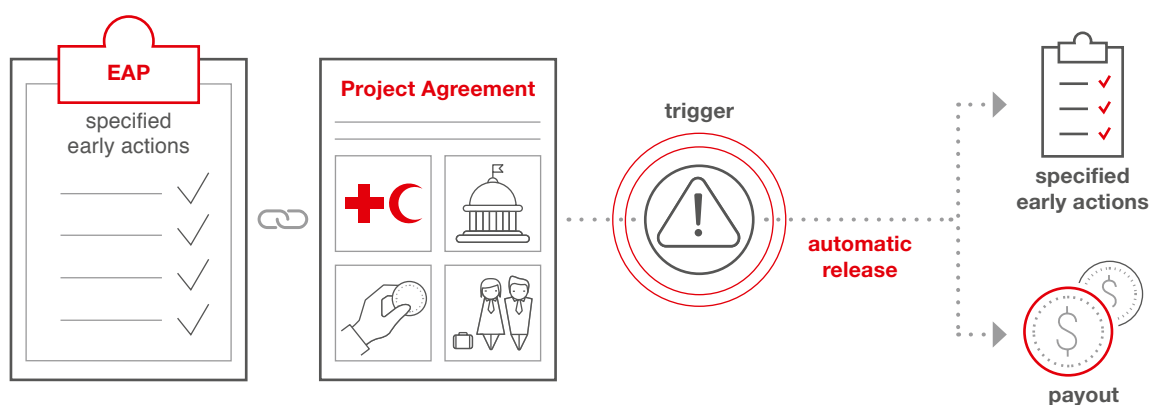 EAP
specified
early actions
Project Agreement
trigger
automatic
release
specified
early actions
$
$
payout